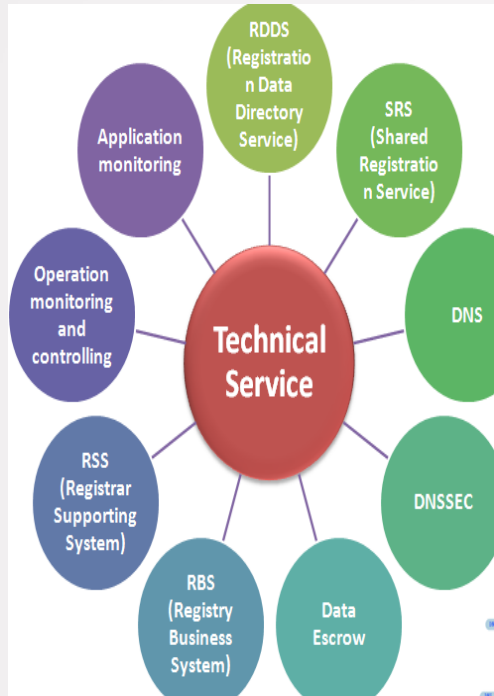 RDDS
(Registratio
n Data
Directory
Service)
SRS
(Shared
Registratio
n Service)
DNS
DNSSEC
Data
Escrow
RBS
(Registry
Business
System)
RSS
(Registrar
Supporting
System)
Operation
monitoring
and
controlling
Application
monitoring
Technical
Service